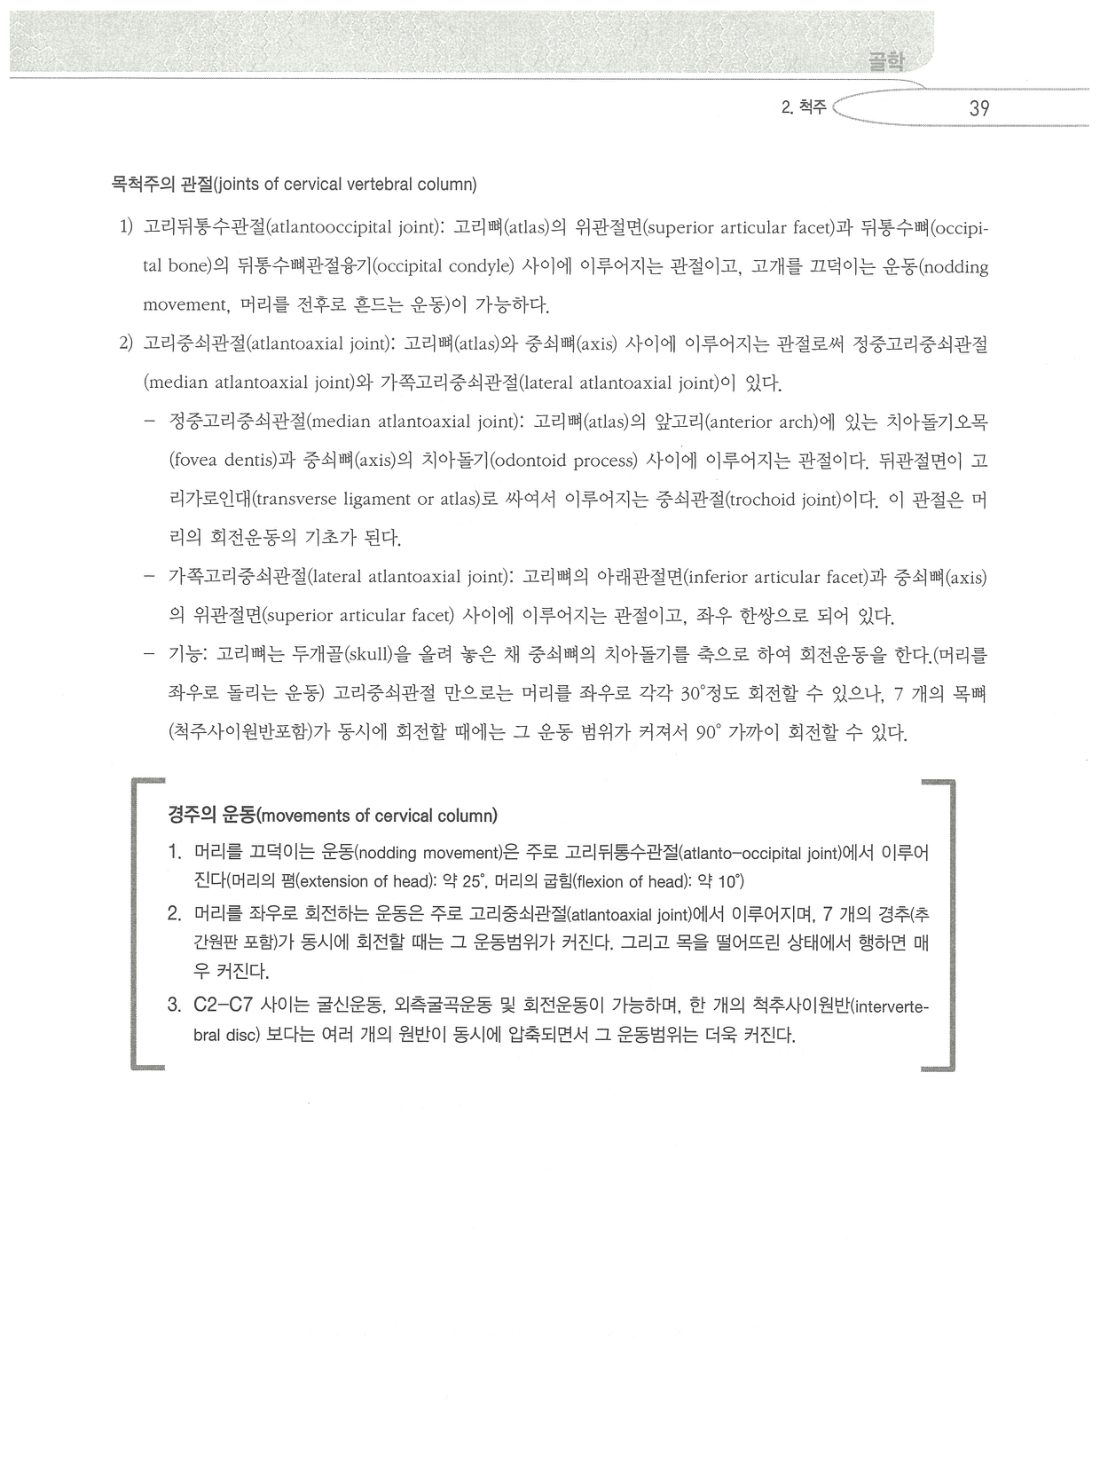 골학
2. 척주
39
목척주의 관절(joints of cervical vertebral column)
1) 고리뒤통수관절(atlantooccipital joint): 고리뼈(atlas)의 위관절면(superior articular facet)과 뒤통수뼈(occipi-
tal bone)의 뒤통수뼈관절융기(occipital condyle) 사이에 이루어지는 관절이고, 고개를 끄덕이는 운동(nodding
movement, 머리를 전후로 흔드는 운동)이 가능하다.
2) 고리중쇠관절(atlantoaxial joint): 고리뼈(atlas)와 중쇠뼈(axis) 사이에 이루어지는 관절로써 정중고리중쇠관절
(median atlantoaxial joint)와 가쪽고리중쇠관절(lateral atlantoaxial joint)이 있다.
– 정중고리중쇠관절(median atlantoaxial joint): 고리뼈(atlas)의 앞고리(anterior arch)에 있는 치아돌기오목
(fovea dentis)과 중쇠뼈(axis)의 치아돌기(odontoid process) 사이에 이루어지는 관절이다. 뒤관절면이 고
리가로인대(transverse ligament or atlas)로 싸여서 이루어지는 중쇠관절(trochoid joint)이다. 이 관절은 머
리의 회전운동의 기초가 된다.
– 가쪽고리중쇠관절(lateral atlantoaxial joint): 고리뼈의 아래관절면(inferior articular facet)과 중쇠뼈(axis)
의 위관절면(superior articular facet) 사이에 이루어지는 관절이고, 좌우 한쌍으로 되어 있다.
– 기능: 고리뼈는 두개골(skull)을 올려 놓은 채 중쇠뼈의 치아돌기를 축으로 하여 회전운동을 한다.(머리를
좌우로 돌리는 운동) 고리중쇠관절 만으로는 머리를 좌우로 각각 30°정도 회전할 수 있으나, 7 개의 목뼈
(척주사이원반포함)가 동시에 회전할 때에는 그 운동 범위가 커져서 90° 가까이 회전할 수 있다.
경주의 운동(movements of cervical column)
1. 머리를 끄덕이는 운동(nodding movement)은 주로 고리뒤통수관절(atlanto-occipital joint)에서 이루어
진다(머리의 폄(extension of head): 약 25°, 머리의 굽힘(flexion of head): 약 10°)
2. 머리를 좌우로 회전하는 운동은 주로 고리중쇠관절(atlantoaxial joint)에서 이루어지며, 7 개의 경추(추
간원판 포함)가 동시에 회전할 때는 그 운동범위가 커진다. 그리고 목을 떨어뜨린 상태에서 행하면 매
우 커진다.
3. C2-C7 사이는 굴신운동, 외측굴곡운동 및 회전운동이 가능하며, 한 개의 척추사이원반(interverte-
bral disc) 보다는 여러 개의 원반이 동시에 압축되면서 그 운동범위는 더욱 커진다.